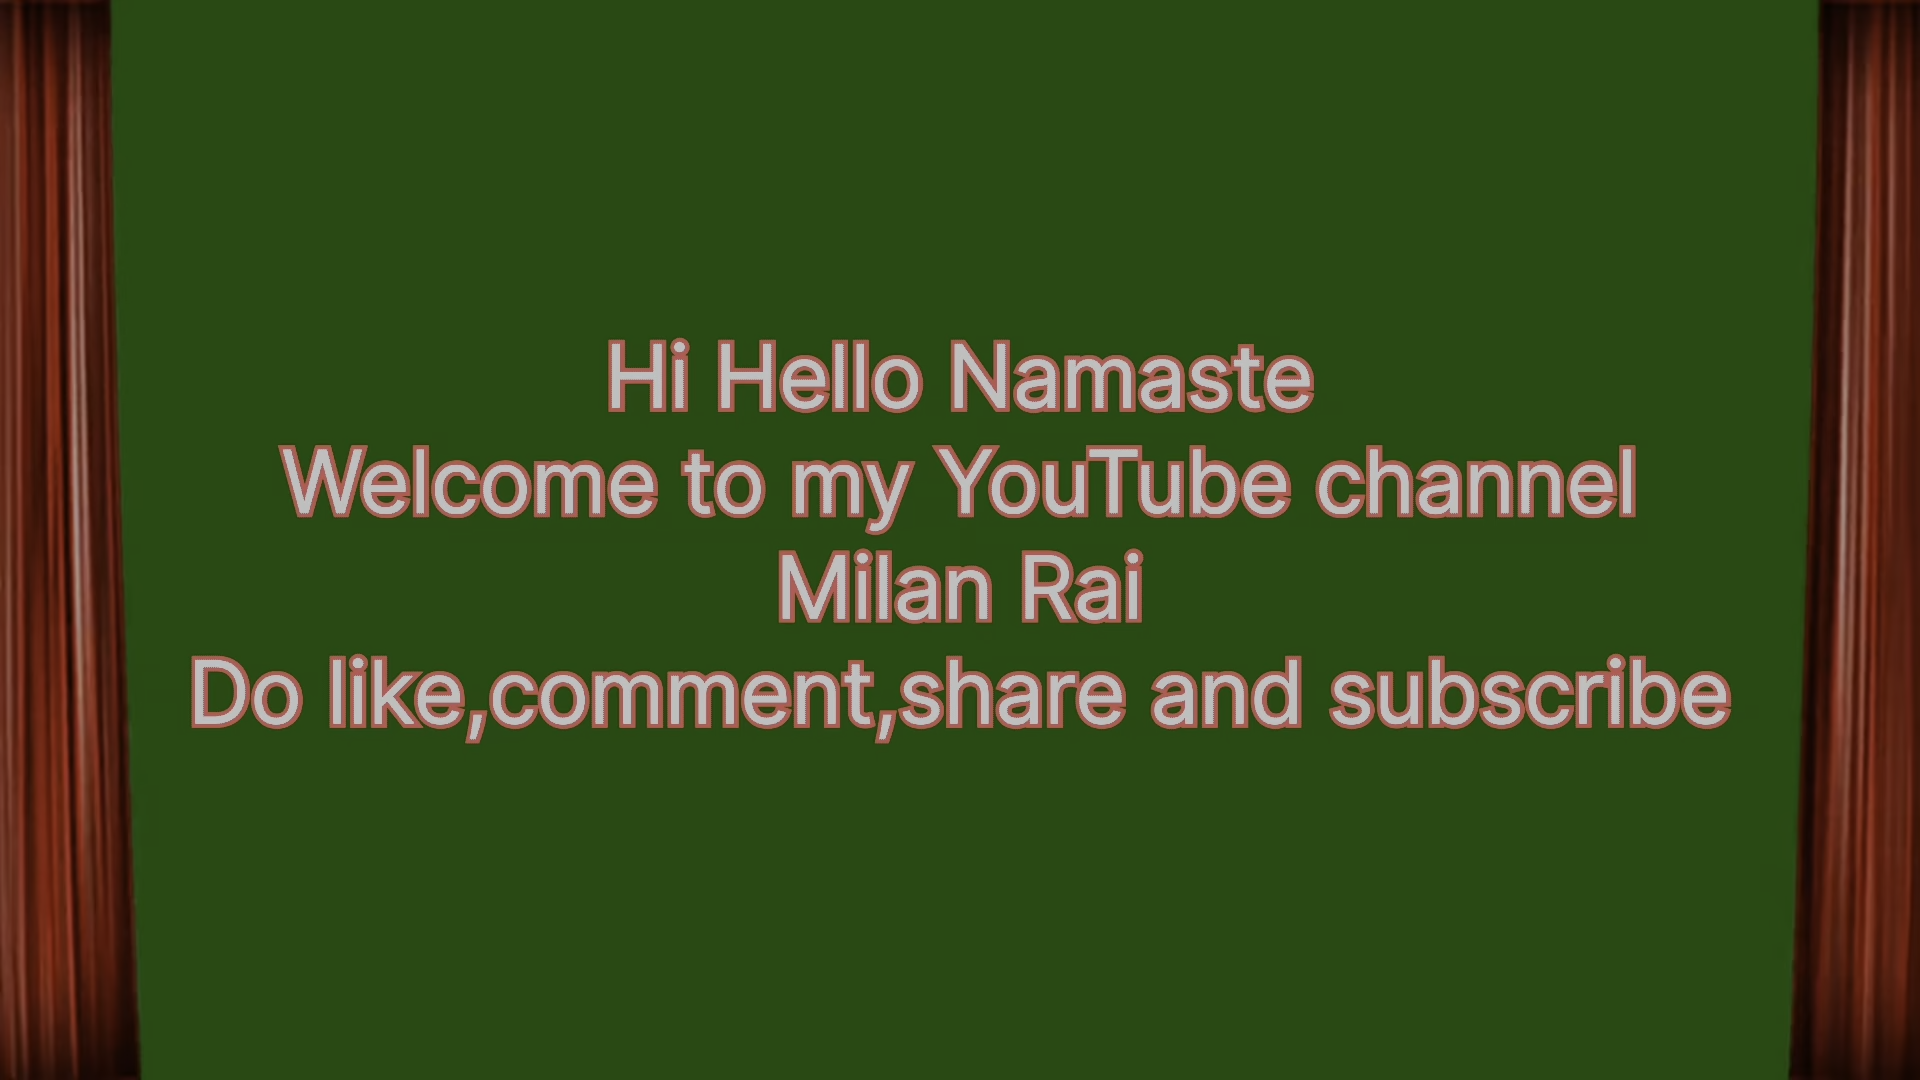 Hi Hello Namaste
Welcome to my YouTube channel
Milan Rai
Do like,comment,share and subscribe